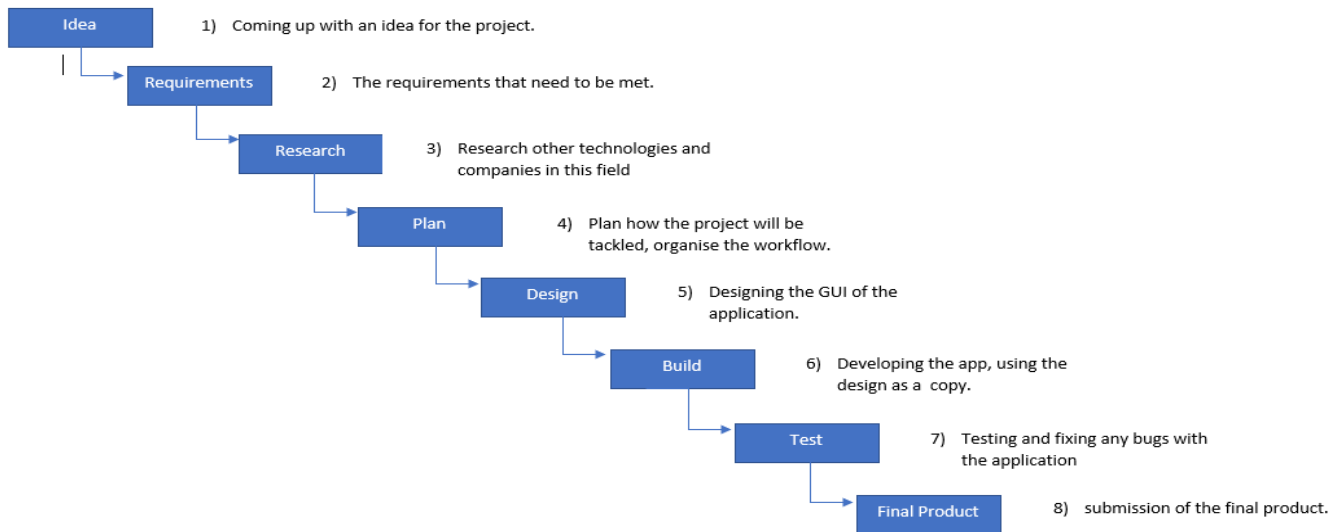 Idea
1) Coming up with an idea for the project.
Requirements
2) The requirements that need to be met.
Research
3) Research other technologies and
companies in this field
Plan
4) Plan how the project will be
tackled, organise the workflow.
Design
5) Designing the GUI of the
application.
Build
6) Developing the app, using the
design as a copy.
Test
7) Testing and fixing any bugs with
the application
Final Product
8) submission of the final product.